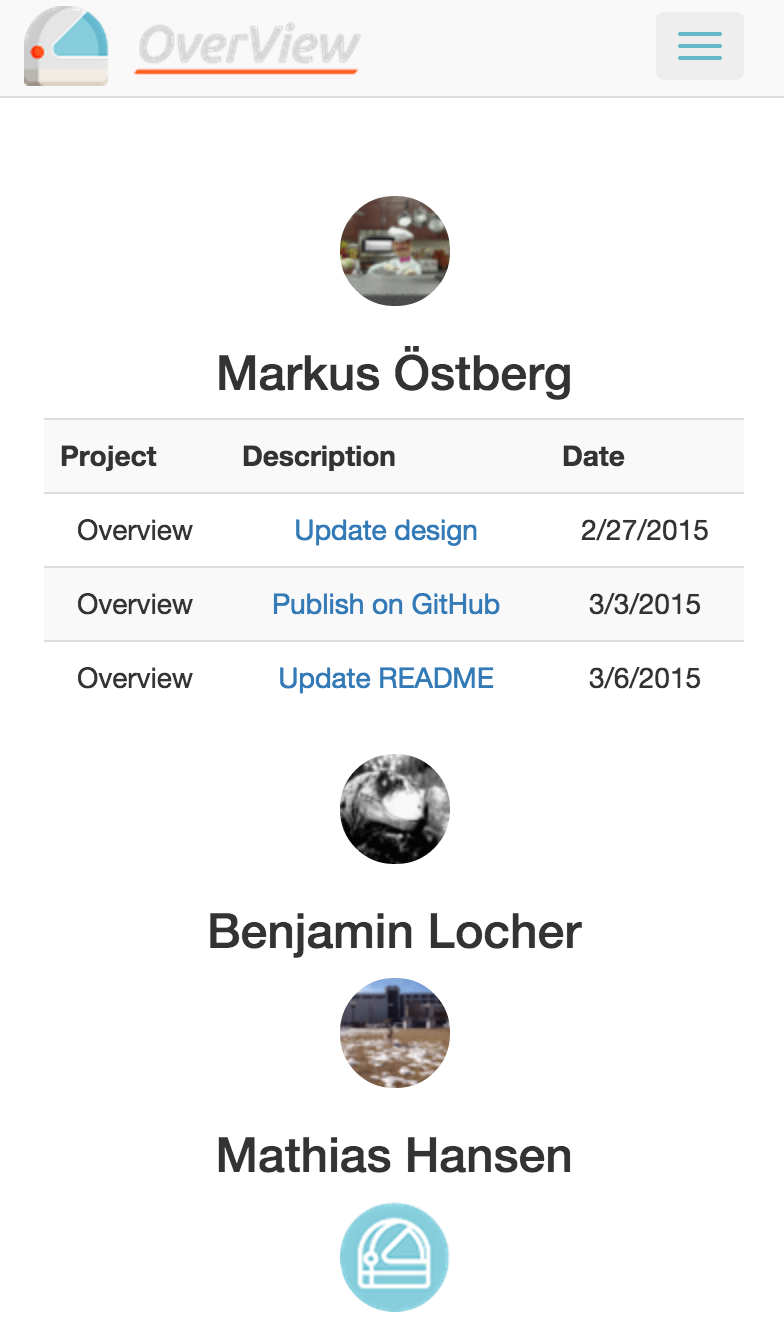 OverView
Markus Östberg
Project Description Date
Overview Update design 2/27/2015
Overview Publish on GitHub 3/3/2015
Overview Update README 3/6/2015
Benjamin Locher
Mathias Hansen